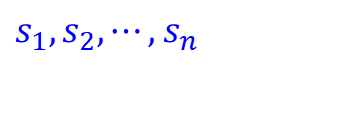 s₁, s₂, ⋯ , sₙ